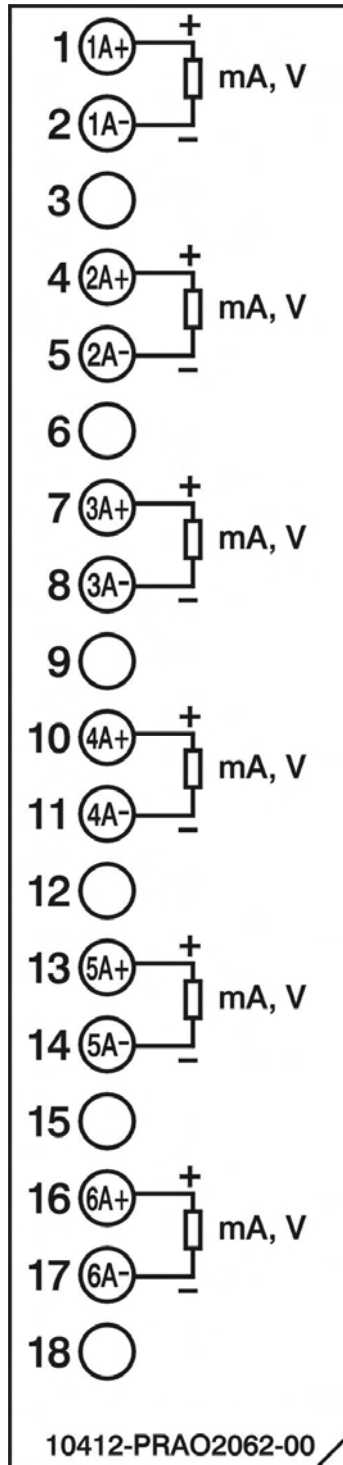 1 1A+ + mA, V
2 1A- −
3
4 2A+ + mA, V
5 2A- −
6
7 3A+ + mA, V
8 3A- −
9
10 4A+ + mA, V
11 4A- −
12
13 5A+ + mA, V
14 5A- −
15
16 6A+ + mA, V
17 6A- −
18
10412-PRAO2062-00